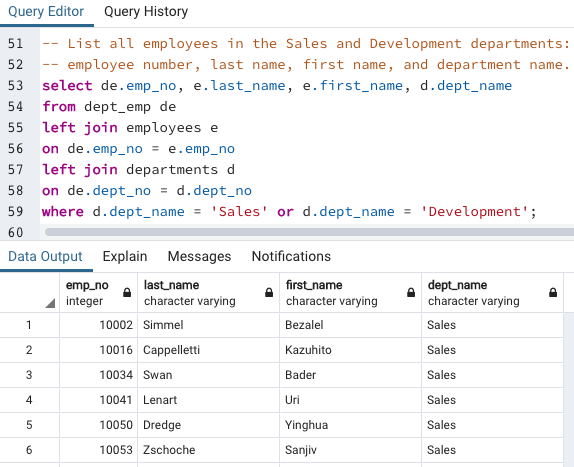 Query Editor Query History
51 -- List all employees in the Sales and Development departments:
52 -- employee number, last name, first name, and department name.
53 select de.emp_no, e.last_name, e.first_name, d.dept_name
54 from dept_emp de
55 left join employees e
56 on de.emp_no = e.emp_no
57 left join departments d
58 on de.dept_no = d.dept_no
59 where d.dept_name = 'Sales' or d.dept_name = 'Development';
60
Data Output Explain Messages Notifications
emp_no last_name first_name dept_name
integer character varying character varying character varying
1 10002 Simmel Bezalel Sales
2 10016 Cappelletti Kazuhito Sales
3 10034 Swan Bader Sales
4 10041 Lenart Uri Sales
5 10050 Dredge Yinghua Sales
6 10053 Zschoche Sanjiv Sales